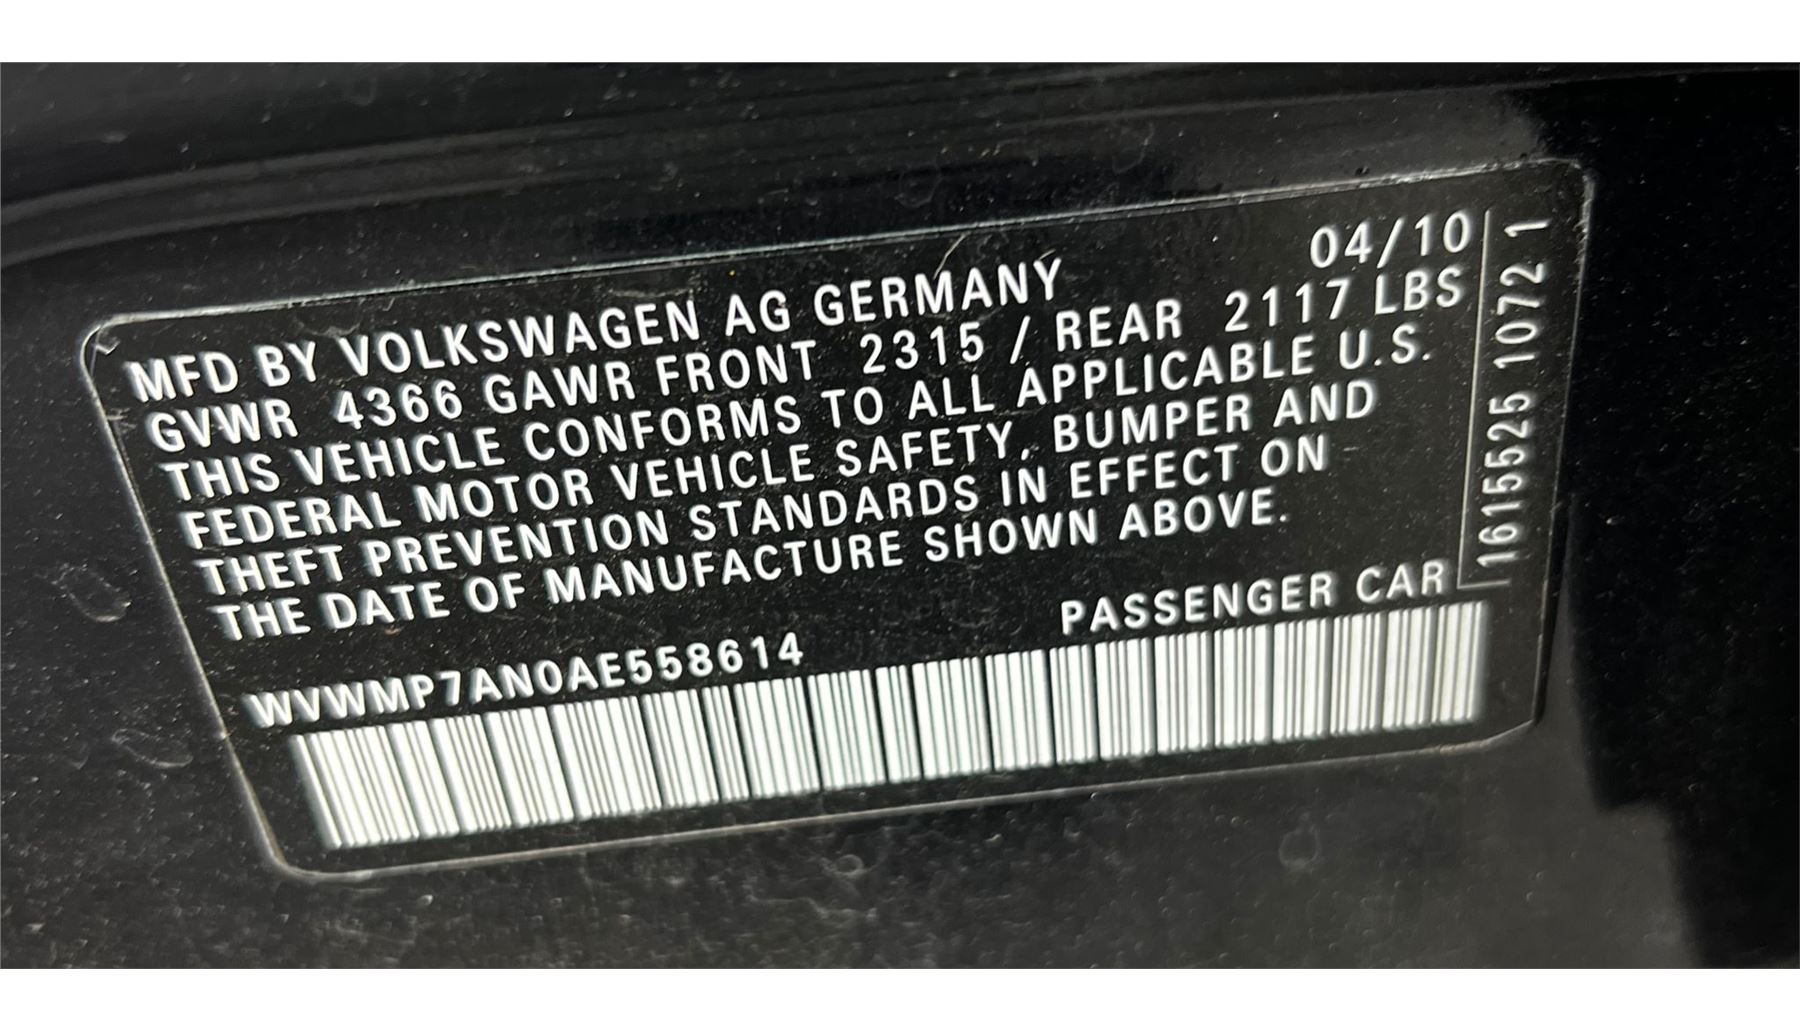 MFD BY VOLKSWAGEN AG GERMANY 04/10
GVWR 4366 GAWR FRONT 2315 / REAR 2117 LBS
THIS VEHICLE CONFORMS TO ALL APPLICABLE U.S.
FEDERAL MOTOR VEHICLE SAFETY, BUMPER AND
THEFT PREVENTION STANDARDS IN EFFECT ON
THE DATE OF MANUFACTURE SHOWN ABOVE.
WVWMP7AN0AE558614 PASSENGER CAR
1615525 1072 1